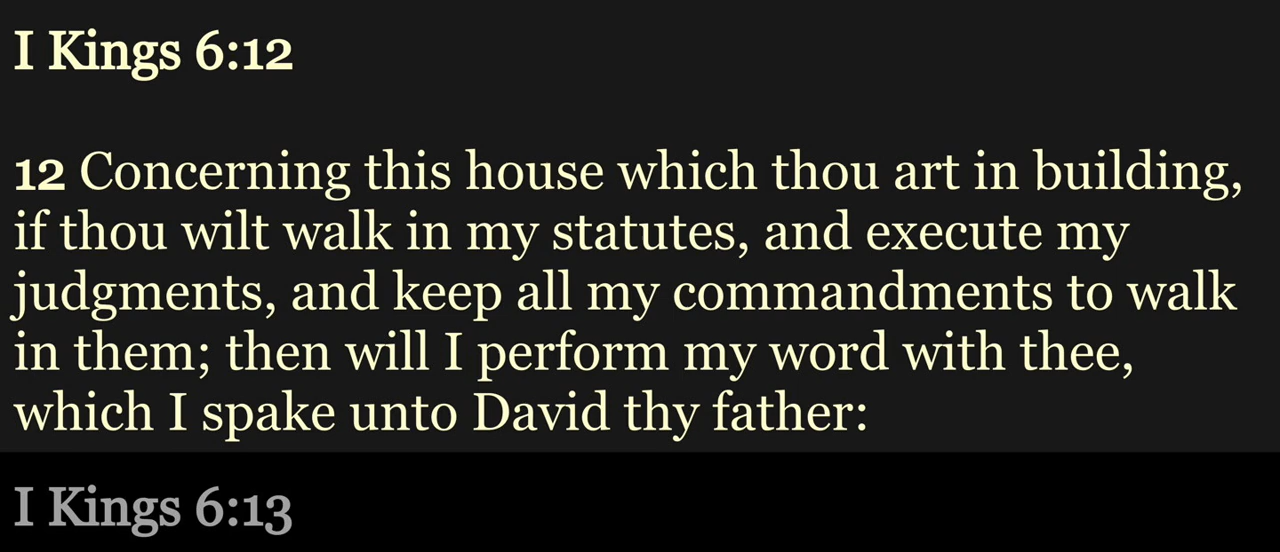 I Kings 6:12
12 Concerning this house which thou art in building,
if thou wilt walk in my statutes, and execute my
judgments, and keep all my commandments to walk
in them; then will I perform my word with thee,
which I spake unto David thy father:
I Kings 6:13